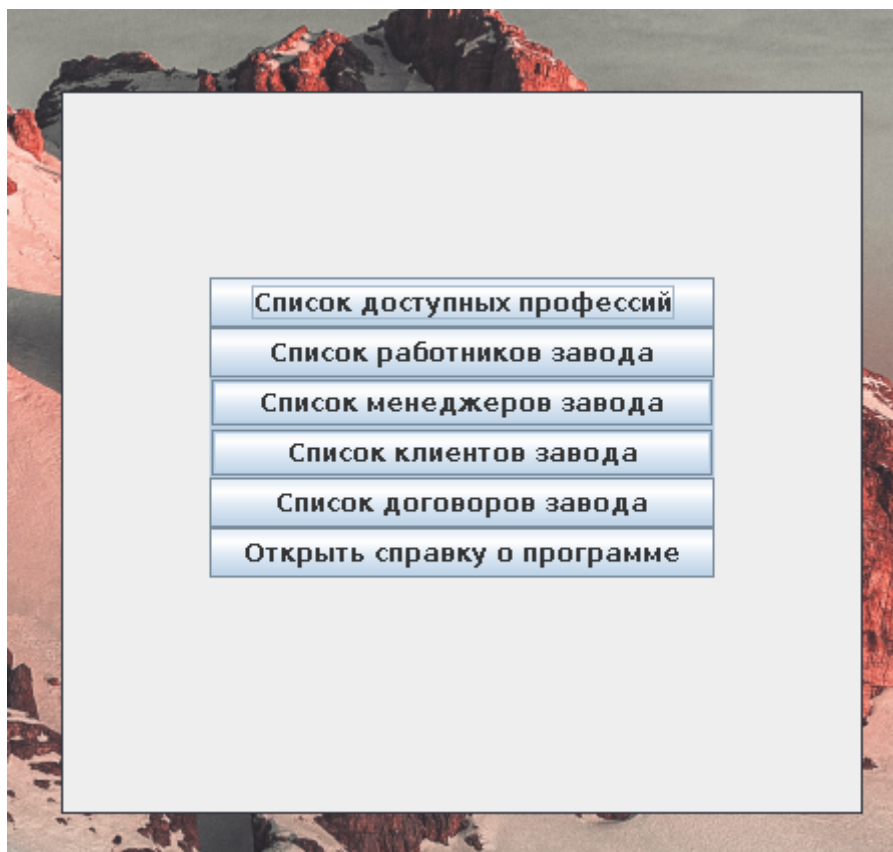 Список доступных профессий
Список работников завода
Список менеджеров завода
Список клиентов завода
Список договоров завода
Открыть справку о программе